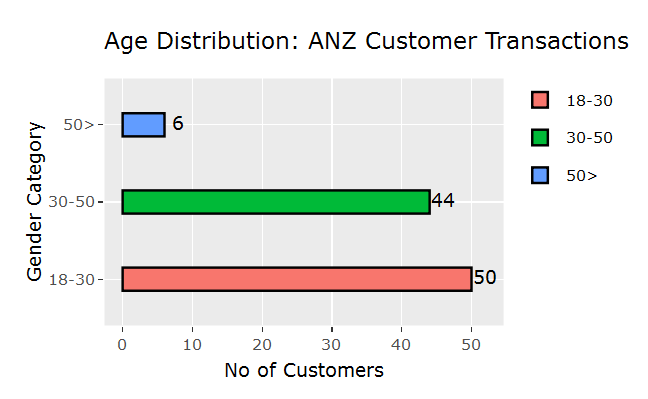 Age Distribution: ANZ Customer Transactions
Gender Category
50>
6
30-50
44
18-30
50
0 10 20 30 40 50
No of Customers
18-30
30-50
50>